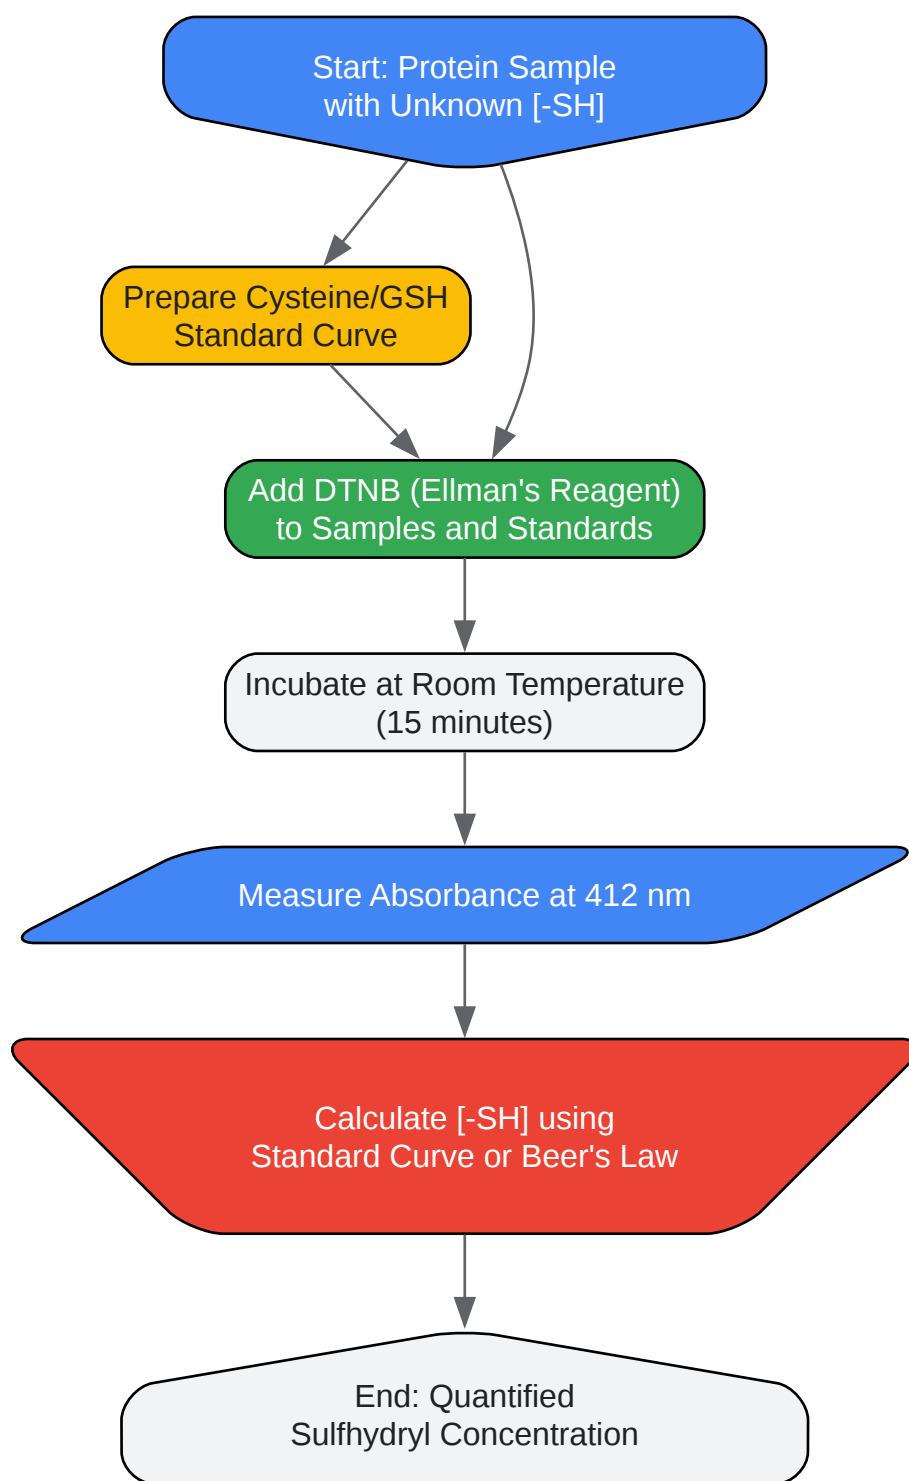 Start: Protein Sample
with Unknown [-SH]
Prepare Cysteine/GSH
Standard Curve
Add DTNB (Ellman's Reagent)
to Samples and Standards
Incubate at Room Temperature
(15 minutes)
Measure Absorbance at 412 nm
Calculate [-SH] using
Standard Curve or Beer's Law
End: Quantified
Sulfhydryl Concentration